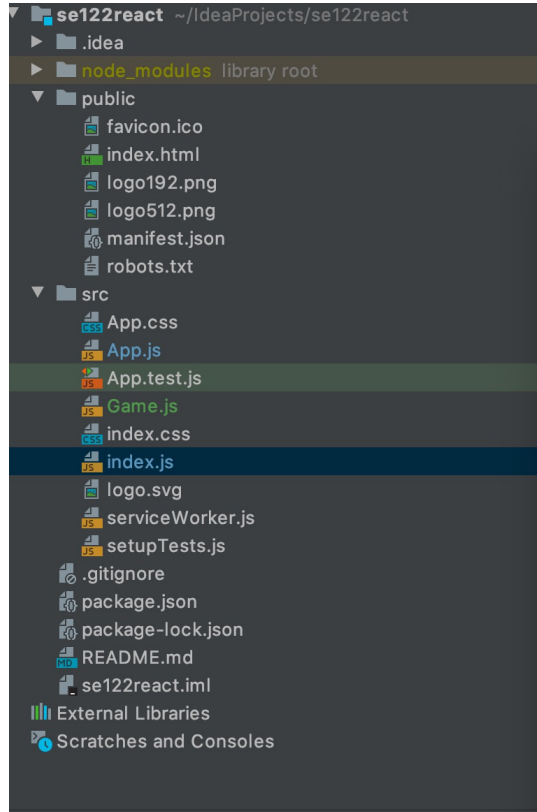 se122react ~/IdeaProjects/se122react
.idea
node_modules library root
public
favicon.ico
index.html
logo192.png
logo512.png
manifest.json
robots.txt
src
App.css
App.js
App.test.js
Game.js
index.css
index.js
logo.svg
serviceWorker.js
setupTests.js
.gitignore
package.json
package-lock.json
README.md
se122react.iml
External Libraries
Scratches and Consoles